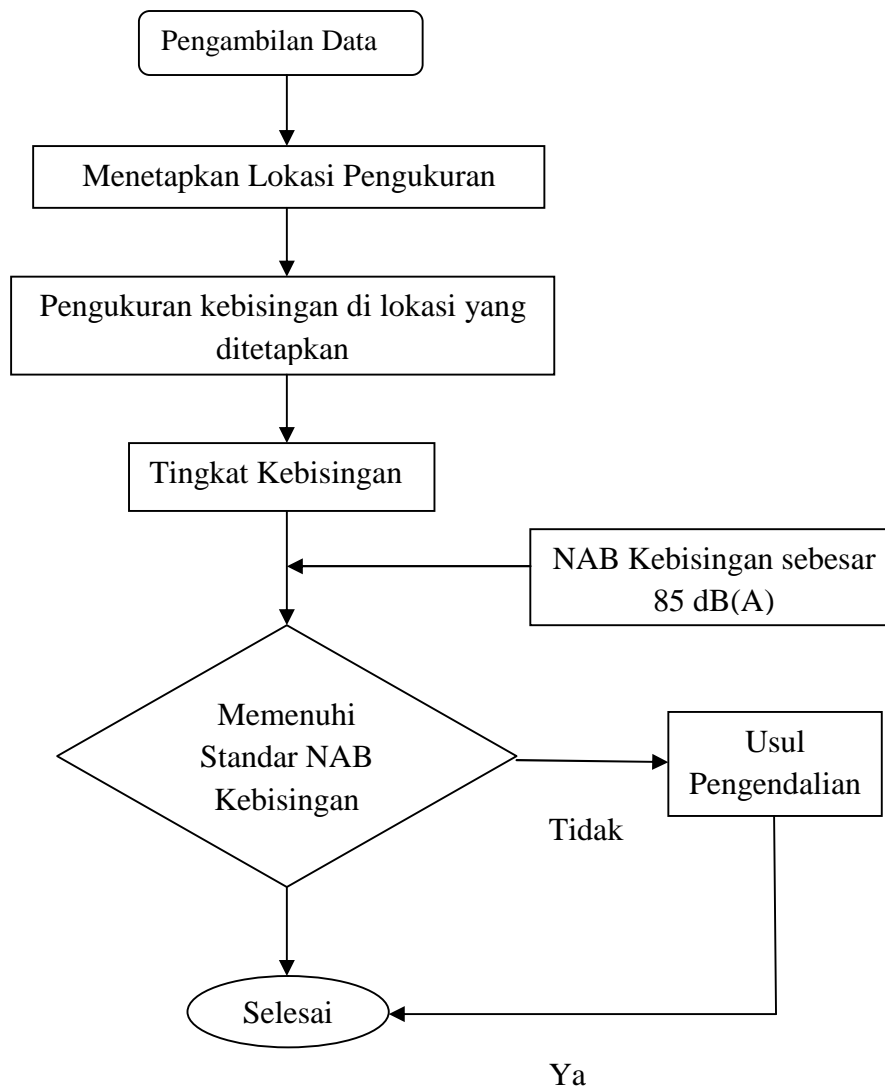 Pengambilan Data
Menetapkan Lokasi Pengukuran
Pengukuran kebisingan di lokasi yang
ditetapkan
Tingkat Kebisingan
NAB Kebisingan sebesar
85 dB(A)
Memenuhi
Standar NAB
Kebisingan
Usul
Pengendalian
Tidak
Selesai
Ya